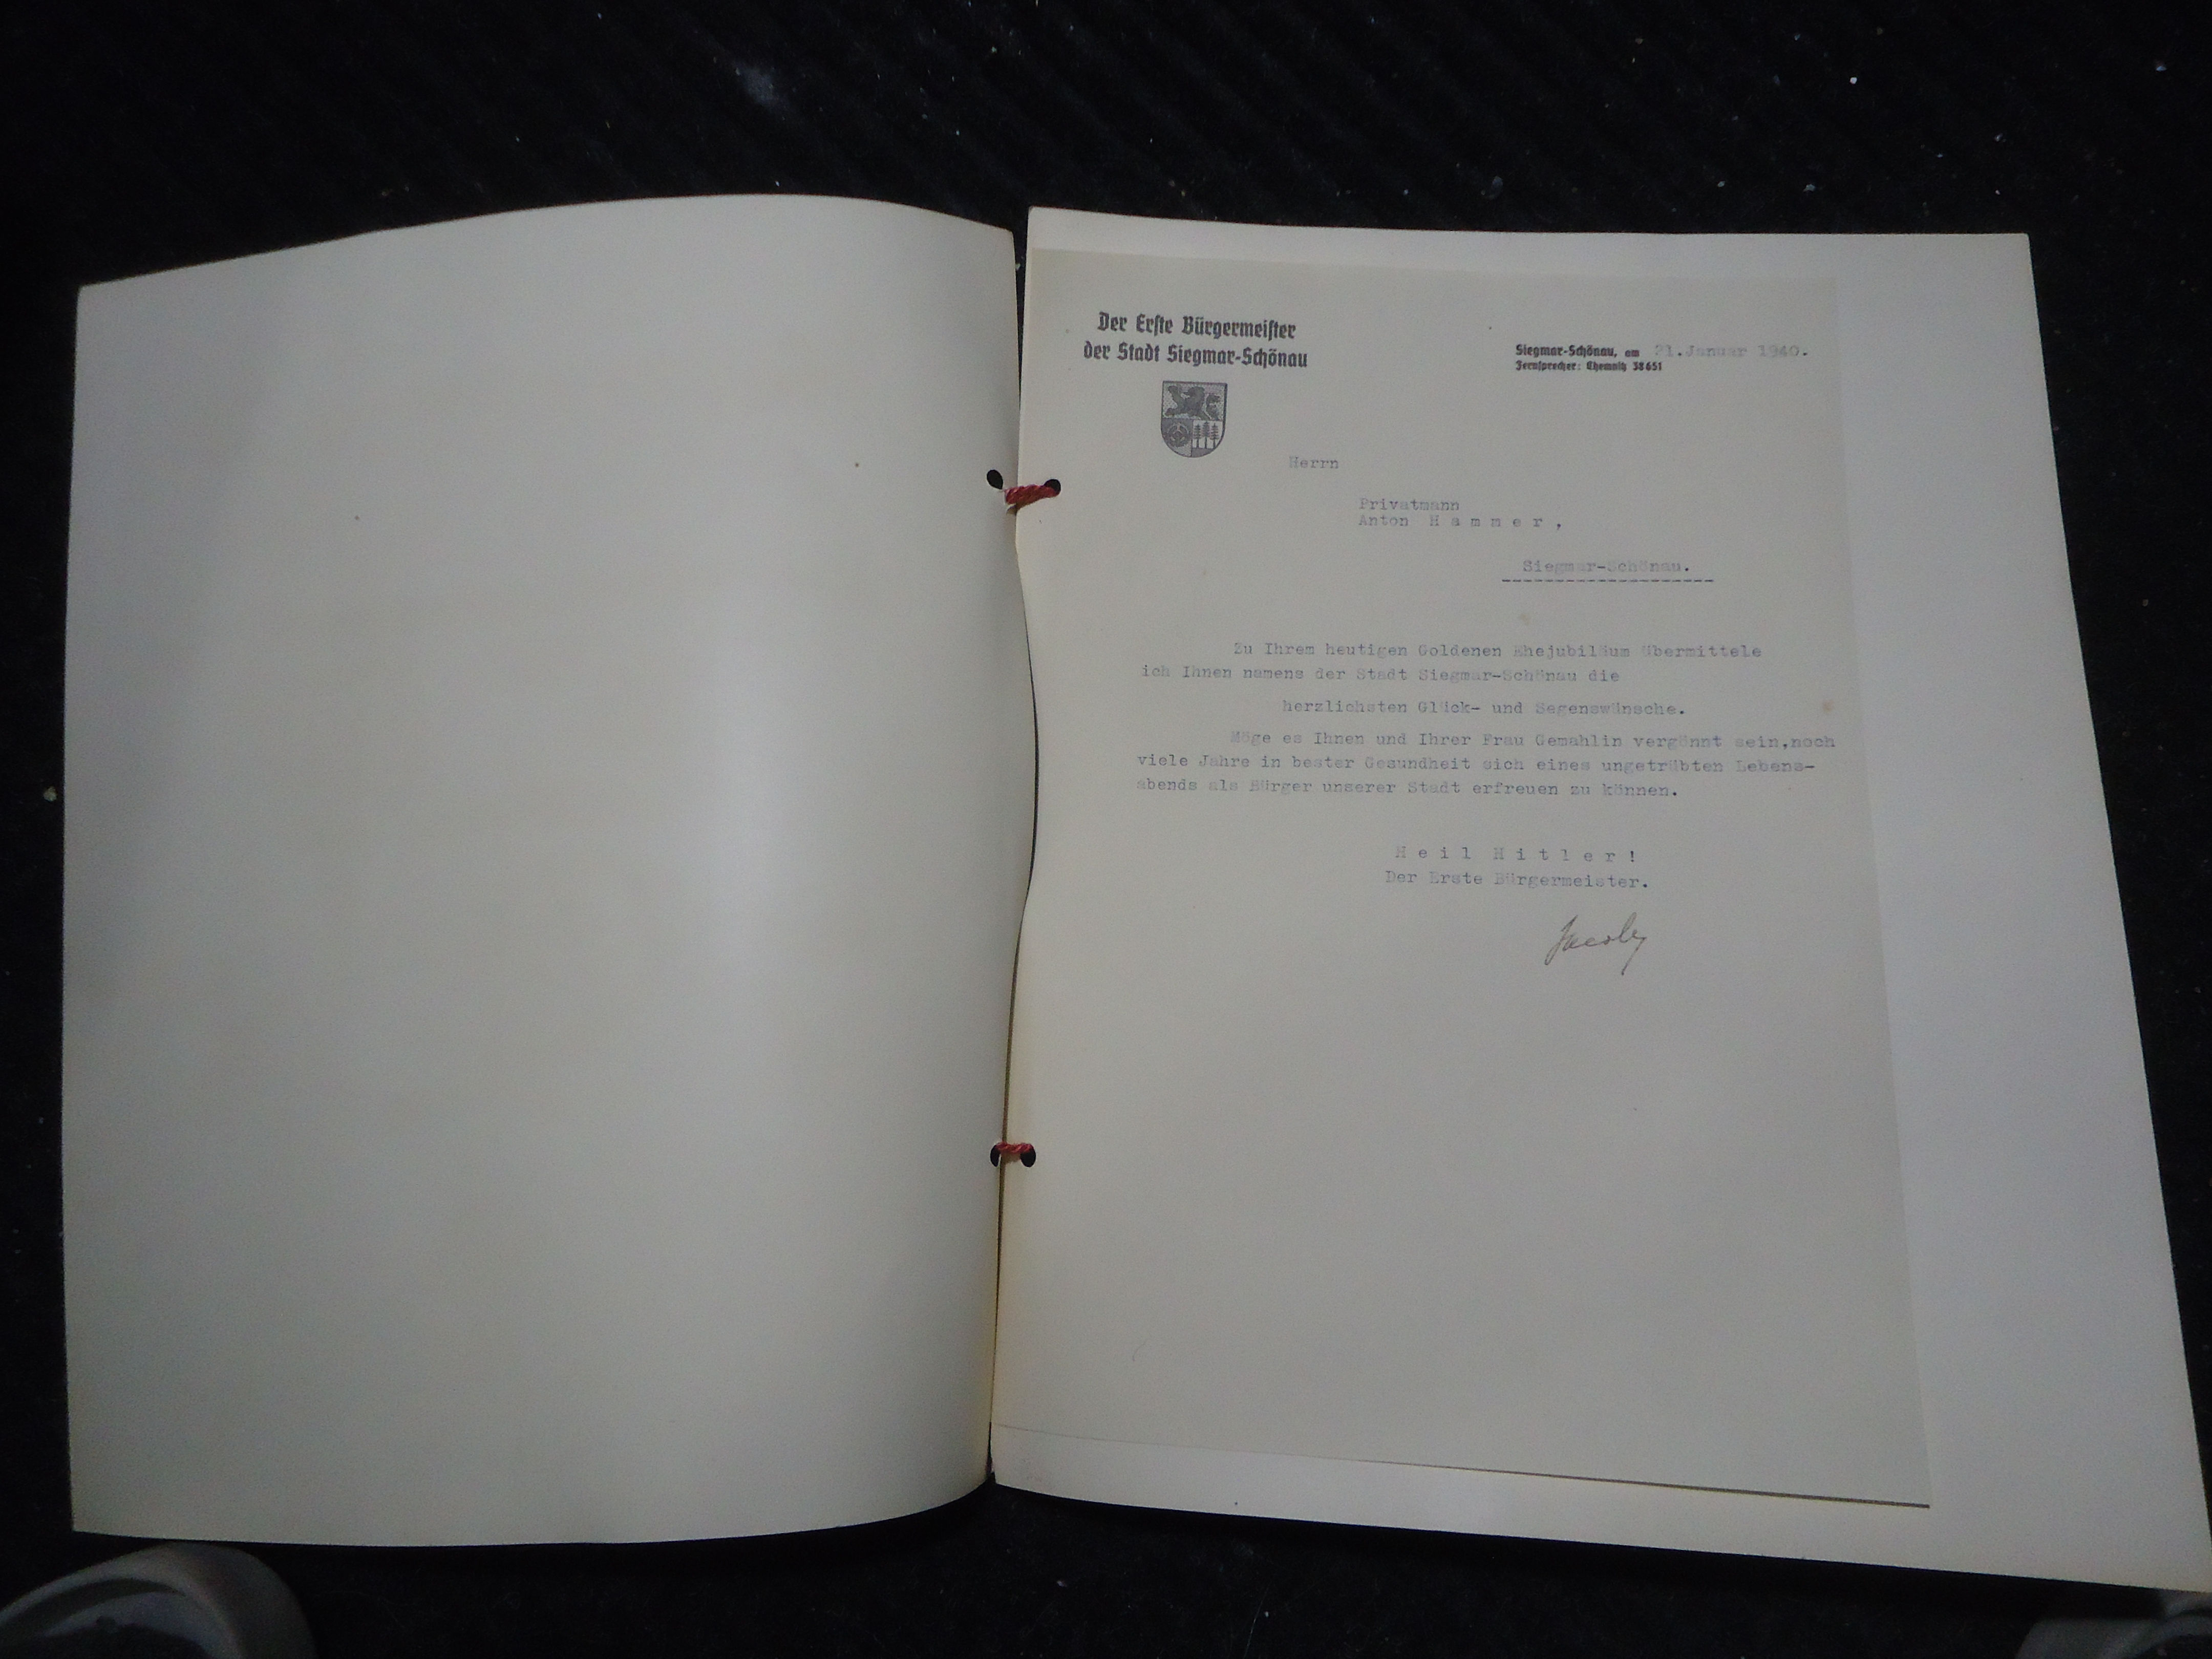 Der Erste Bürgermeister
der Stadt Siegmar-Schönau
Siegmar-Schönau, am 21.Januar 1940.
Fernsprecher: Chemnitz 38651
Herrn
Privatmann
Anton Hammer,
Siegmar-Schönau.
Zu Ihrem heutigen Goldenen Ehejubiläum übermittele
ich Ihnen namens der Stadt Siegmar-Schönau die
herzlichsten Glück- und Segenswünsche.
Möge es Ihnen und Ihrer Frau Gemahlin vergönnt sein,noch
viele Jahre in bester Gesundheit sich eines ungetrübten Lebens-
abends als Bürger unserer Stadt erfreuen zu können.
Heil Hitler!
Der Erste Bürgermeister.